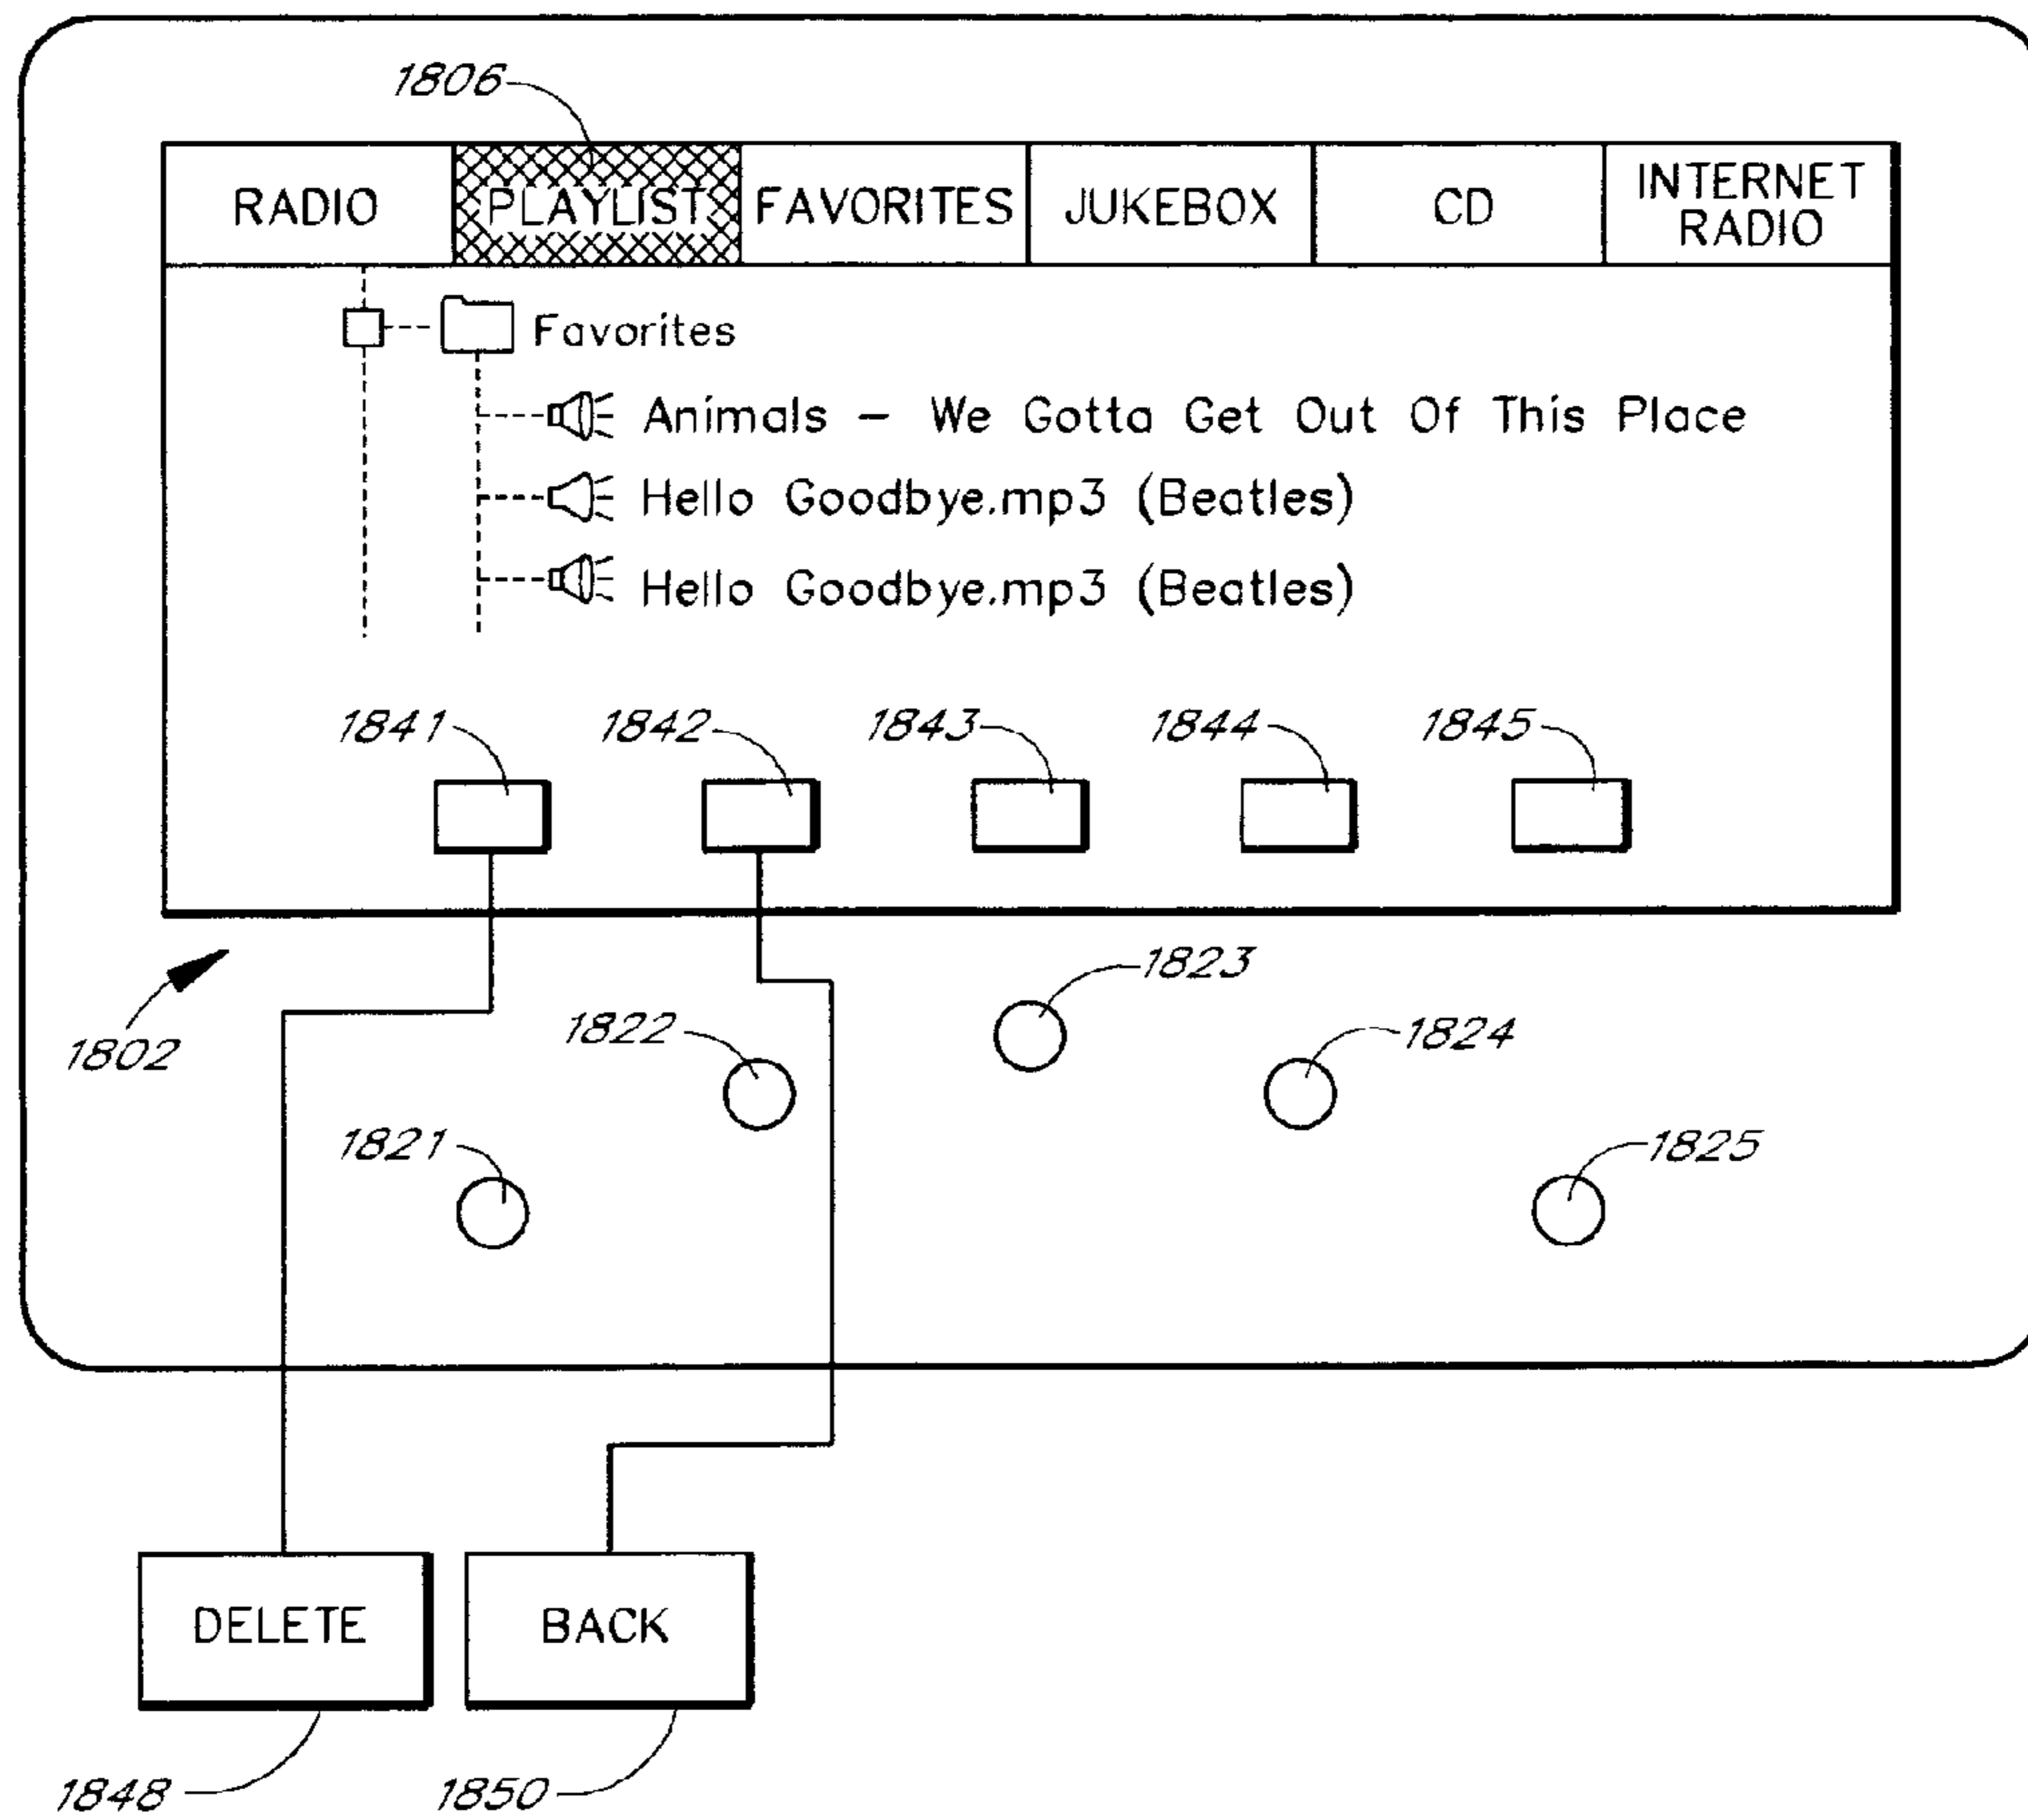 1806
RADIO
PLAYLIST
FAVORITES
JUKEBOX
CD
INTERNET
RADIO
Favorites
Animals - We Gotta Get Out Of This Place
Hello Goodbye.mp3 (Beatles)
Hello Goodbye.mp3 (Beatles)
1841
1842
1843
1844
1845
1802
1823
1822
1824
1821
1825
DELETE
BACK
1848
1850